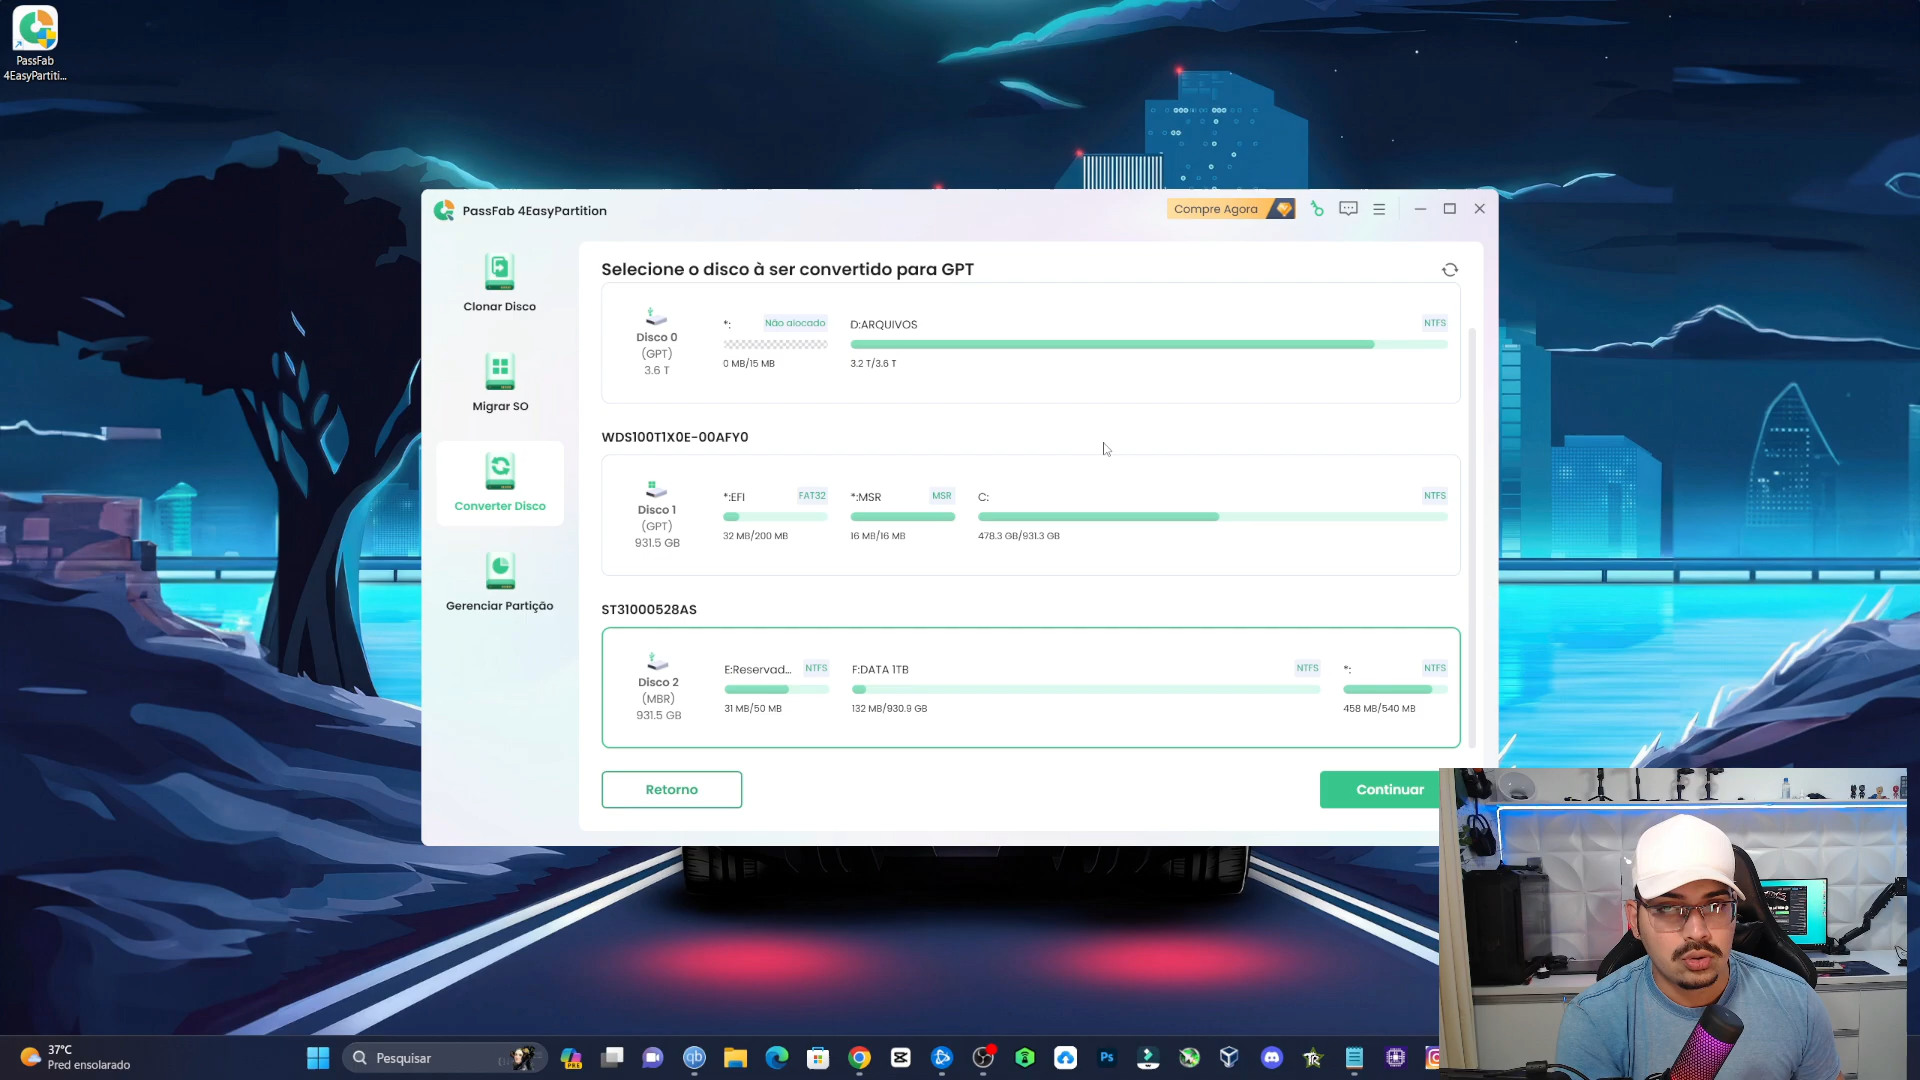 PassFab
4EasyPartiti...
PassFab 4EasyPartition
Compre Agora
Clonar Disco
Migrar SO
Converter Disco
Gerenciar Partição
Selecione o disco à ser convertido para GPT
Disco 0
(GPT)
3.6 T
*:
Não alocado
0 MB/15 MB
D:ARQUIVOS
NTFS
3.2 T/3.6 T
WDS100T1X0E-00AFY0
Disco 1
(GPT)
931.5 GB
*:EFI
FAT32
32 MB/200 MB
*:MSR
MSR
16 MB/16 MB
C:
NTFS
478.3 GB/931.3 GB
ST31000528AS
Disco 2
(MBR)
931.5 GB
E:Reservad...
NTFS
31 MB/50 MB
F:DATA 1TB
NTFS
132 MB/930.9 GB
*:
NTFS
458 MB/540 MB
Retorno
Continuar
37°C
Pred ensolarado
Pesquisar
PRE
qb
Ps